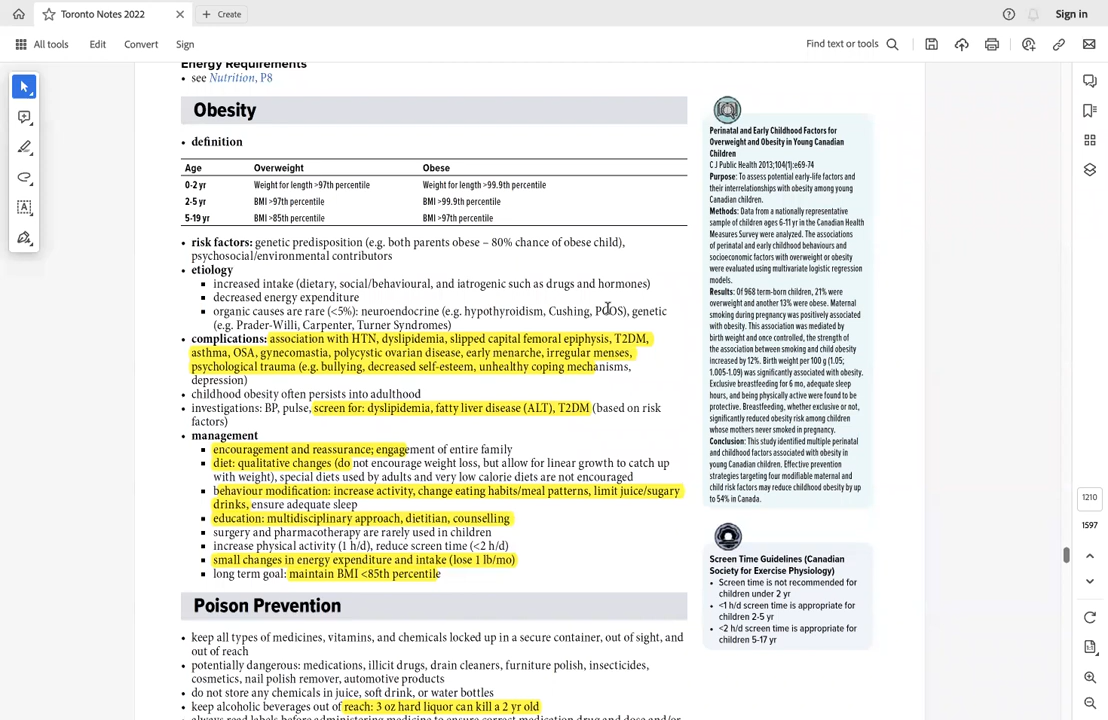 Toronto Notes 2022
Create
Sign in
All tools
Edit
Convert
Sign
Find text or tools
Energy Requirements
• see Nutrition, P8
Obesity
• definition
Age Overweight Obese
0-2 yr Weight for length >97th percentile Weight for length >99.9th percentile
2-5 yr BMI >97th percentile BMI >99.9th percentile
5-19 yr BMI >85th percentile BMI >97th percentile
• risk factors: genetic predisposition (e.g. both parents obese – 80% chance of obese child),
psychosocial/environmental contributors
• etiology
■ increased intake (dietary, social/behavioural, and iatrogenic such as drugs and hormones)
■ decreased energy expenditure
■ organic causes are rare (<5%): neuroendocrine (e.g. hypothyroidism, Cushing, PCOS), genetic
(e.g. Prader-Willi, Carpenter, Turner Syndromes)
• complications: association with HTN, dyslipidemia, slipped capital femoral epiphysis, T2DM,
asthma, OSA, gynecomastia, polycystic ovarian disease, early menarche, irregular menses,
psychological trauma (e.g. bullying, decreased self-esteem, unhealthy coping mechanisms,
depression)
• childhood obesity often persists into adulthood
• investigations: BP, pulse, screen for: dyslipidemia, fatty liver disease (ALT), T2DM (based on risk
factors)
• management
■ encouragement and reassurance; engagement of entire family
■ diet: qualitative changes (do not encourage weight loss, but allow for linear growth to catch up
with weight), special diets used by adults and very low calorie diets are not encouraged
■ behaviour modification: increase activity, change eating habits/meal patterns, limit juice/sugary
drinks, ensure adequate sleep
■ education: multidisciplinary approach, dietitian, counselling
■ surgery and pharmacotherapy are rarely used in children
■ increase physical activity (1 h/d), reduce screen time (<2 h/d)
■ small changes in energy expenditure and intake (lose 1 lb/mo)
■ long term goal: maintain BMI <85th percentile
Poison Prevention
• keep all types of medicines, vitamins, and chemicals locked up in a secure container, out of sight, and
out of reach
• potentially dangerous: medications, illicit drugs, drain cleaners, furniture polish, insecticides,
cosmetics, nail polish remover, automotive products
• do not store any chemicals in juice, soft drink, or water bottles
• keep alcoholic beverages out of reach: 3 oz hard liquor can kill a 2 yr old
• always read labels before administering medicine to ensure correct medication drug and dose and/or
Perinatal and Early Childhood Factors for
Overweight and Obesity in Young Canadian
Children
C J Public Health 2013;104(1):e69-74
Purpose: To assess potential early-life factors and
their interrelationships with obesity among young
Canadian children.
Methods: Data from a nationally representative
sample of children ages 6-11 yr in the Canadian Health
Measures Survey were analyzed. The associations
of perinatal and early childhood behaviours and
socioeconomic factors with overweight or obesity
were evaluated using multivariate logistic regression
models.
Results: Of 968 term-born children, 21% were
overweight and another 13% were obese. Maternal
smoking during pregnancy was positively associated
with obesity. This association was mediated by
birth weight and once controlled, the strength of
the association between smoking and child obesity
increased by 12%. Birth weight per 100 g (1.05;
1.005-1.09) was significantly associated with obesity.
Exclusive breastfeeding for 6 mo, adequate sleep
hours, and being physically active were found to be
protective. Breastfeeding, whether exclusive or not,
significantly reduced obesity risk among children
whose mothers never smoked in pregnancy.
Conclusion: This study identified multiple perinatal
and childhood factors associated with obesity in
young Canadian children. Effective prevention
strategies targeting four modifiable maternal and
child risk factors may reduce childhood obesity by up
to 54% in Canada.
Screen Time Guidelines (Canadian
Society for Exercise Physiology)
• Screen time is not recommended for
children under 2 yr
• <1 h/d screen time is appropriate for
children 2-5 yr
• <2 h/d screen time is appropriate for
children 5-17 yr
1210
1597